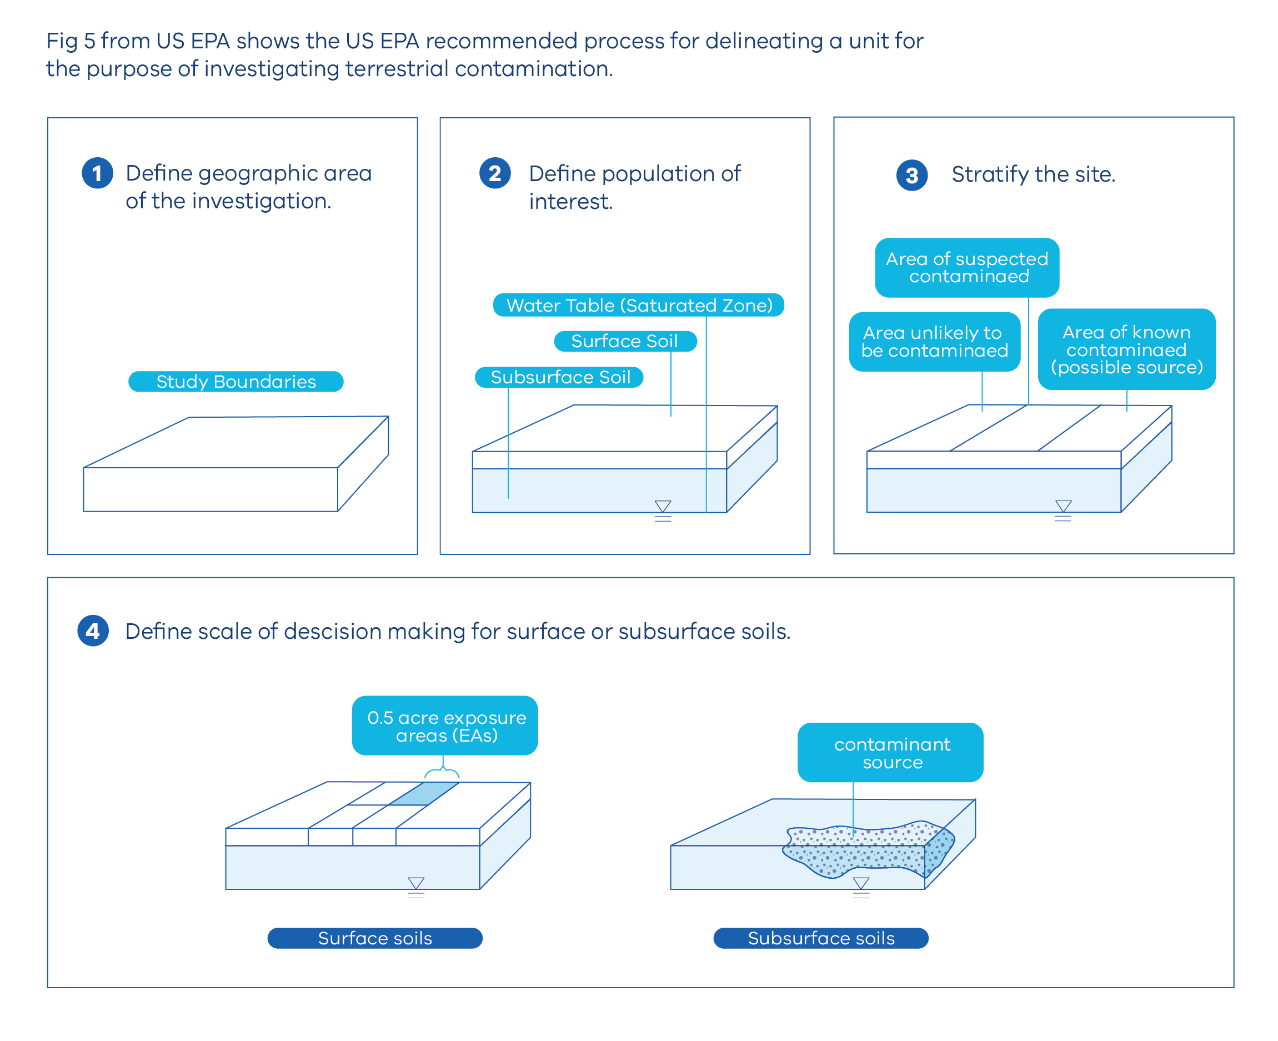 Fig 5 from US EPA shows the US EPA recommended process for delineating a unit for
the purpose of investigating terrestrial contamination.
1 Define geographic area
of the investigation.
Study Boundaries
2 Define population of
interest.
Water Table (Saturated Zone)
Surface Soil
Subsurface Soil
3 Stratify the site.
Area of suspected
contaminaed
Area unlikely to
be contaminaed
Area of known
contaminaed
(possible source)
4 Define scale of descision making for surface or subsurface soils.
0.5 acre exposure
areas (EAs)
Surface soils
contaminant
source
Subsurface soils